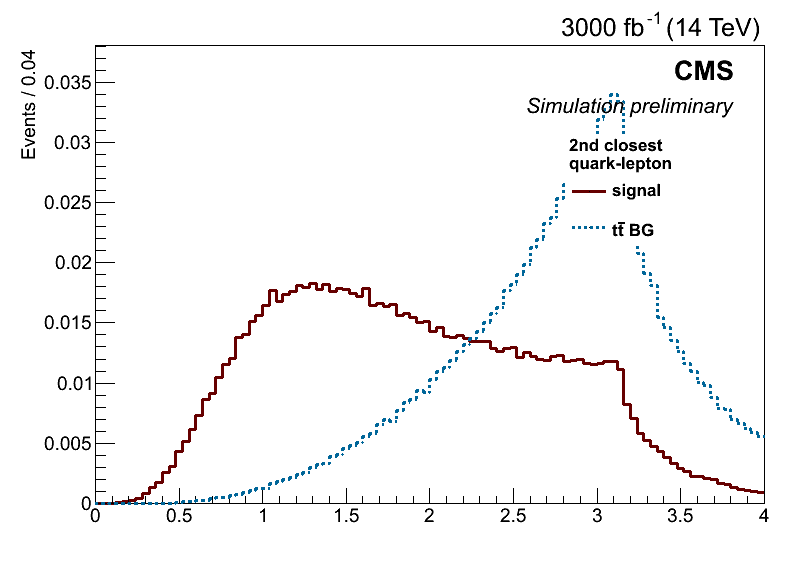 3000 fb⁻¹ (14 TeV)
CMS
Simulation preliminary
Events / 0.04
0.035
0.03
0.025
0.02
0.015
0.01
0.005
0
2nd closest
quark-lepton
signal
tt̄ BG
0 0.5 1 1.5 2 2.5 3 3.5 4